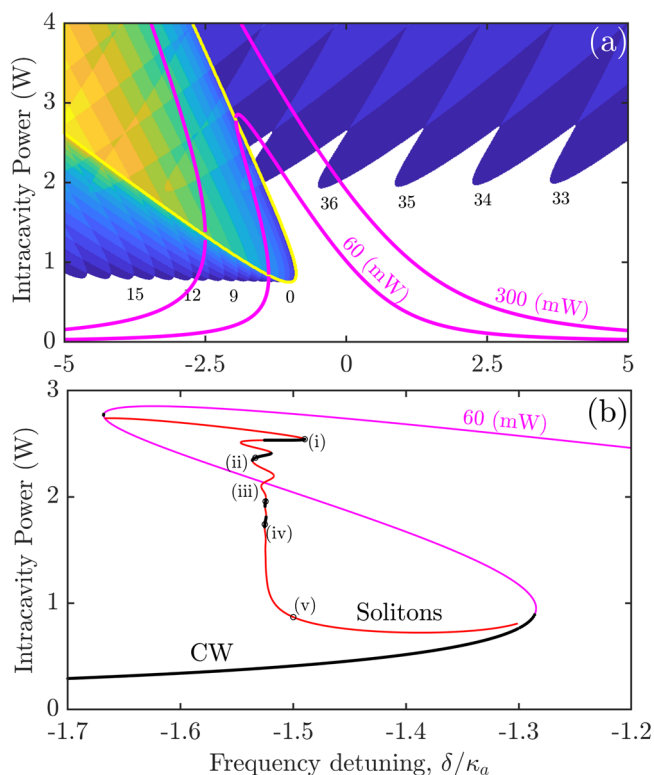 4
3
2
1
0
Intracavity Power (W)
(a)
36
35
34
33
15
12
9
0
60 (mW)
300 (mW)
-5
-2.5
0
2.5
5
3
2
1
0
Intracavity Power (W)
(b)
60 (mW)
(i)
(ii)
(iii)
(iv)
(v)
Solitons
CW
-1.7
-1.6
-1.5
-1.4
-1.3
-1.2
Frequency detuning, δ/κₐ